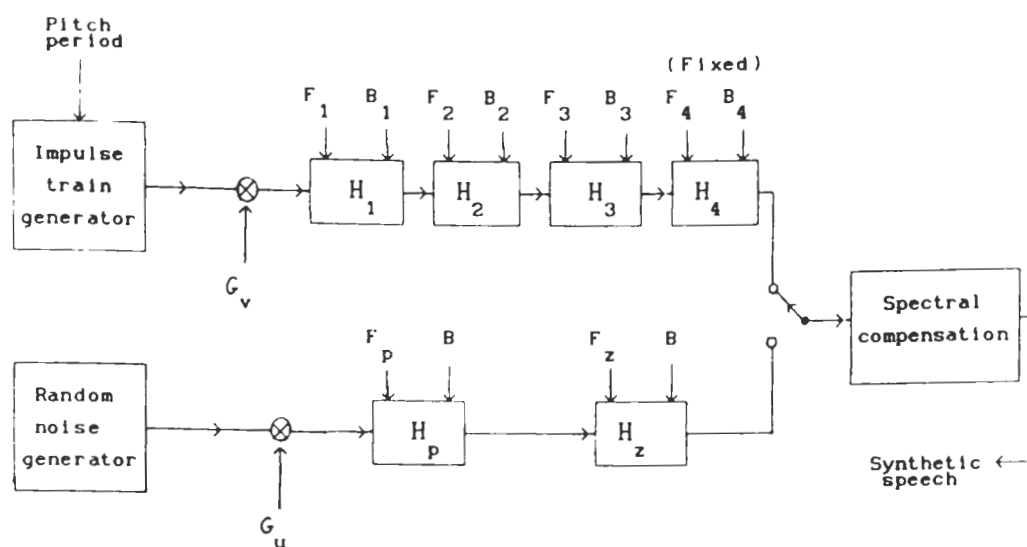 Pitch
period
(Fixed)
F1 B1 F2 B2 F3 B3 F4 B4
Impulse
train
generator
H1 H2 H3 H4
Gv
Spectral
compensation
Fp B Fz B
Random
noise
generator
Hp Hz
Gu
Synthetic
speech